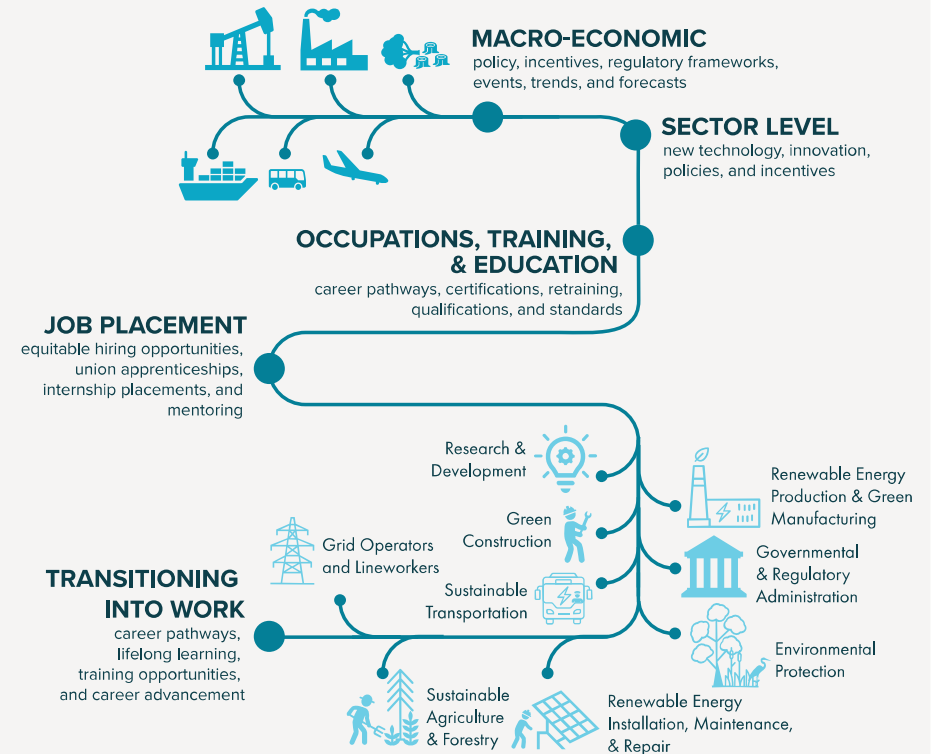 MACRO-ECONOMIC
policy, incentives, regulatory frameworks,
events, trends, and forecasts
SECTOR LEVEL
new technology, innovation,
policies, and incentives
OCCUPATIONS, TRAINING,
& EDUCATION
career pathways, certifications, retraining,
qualifications, and standards
JOB PLACEMENT
equitable hiring opportunities,
union apprenticeships,
internship placements, and
mentoring
Research &
Development
Renewable Energy
Production & Green
Manufacturing
Green
Construction
Grid Operators
and Lineworkers
Governmental
& Regulatory
Administration
Sustainable
Transportation
Environmental
Protection
TRANSITIONING
INTO WORK
career pathways,
lifelong learning,
training opportunities,
and career advancement
Sustainable
Agriculture
& Forestry
Renewable Energy
Installation, Maintenance,
& Repair